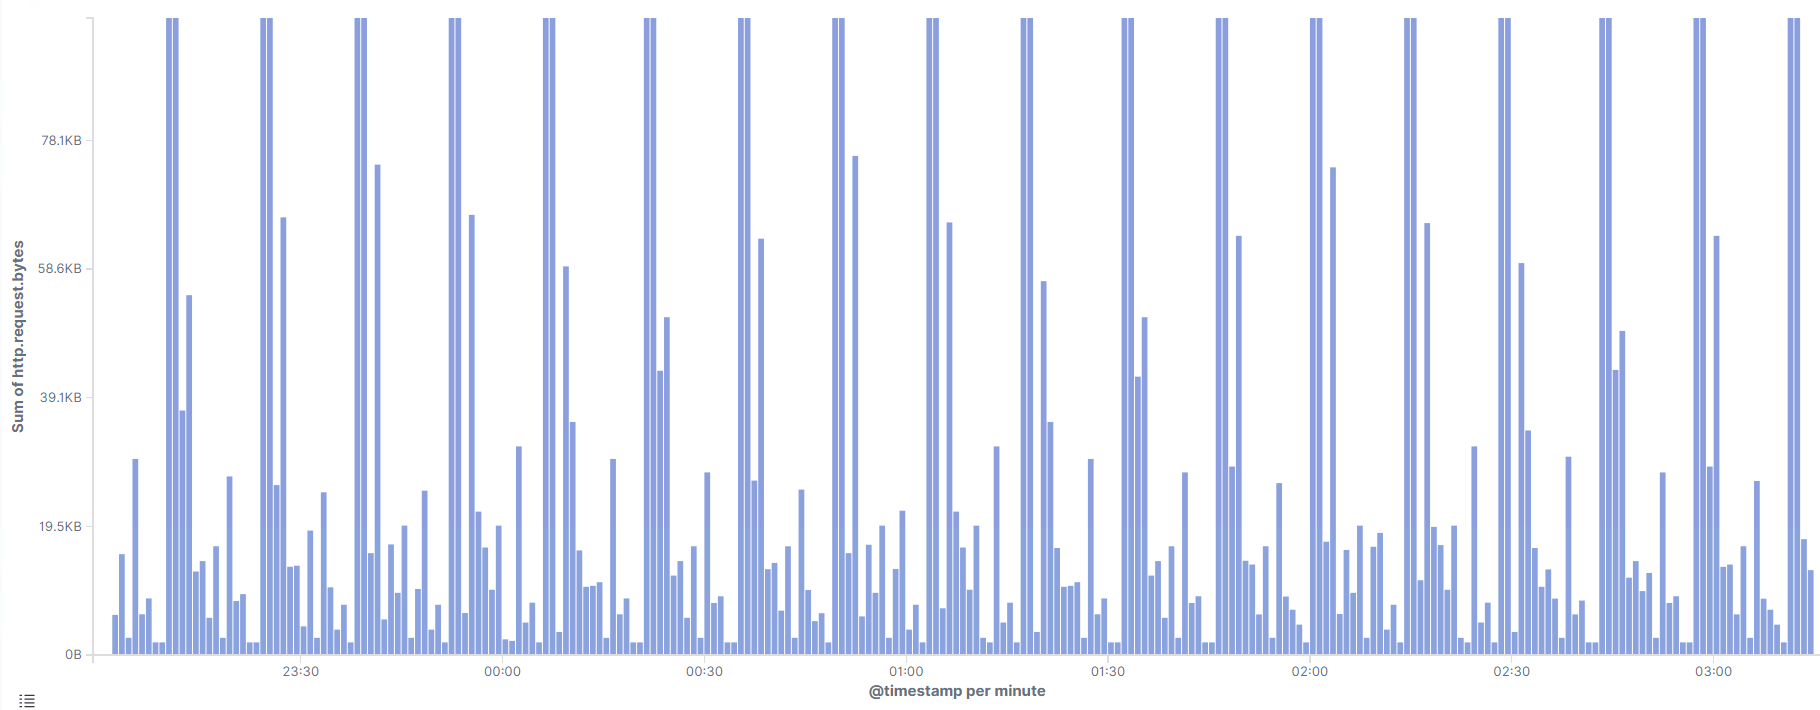 78.1KB
58.6KB
39.1KB
19.5KB
0B
Sum of http.request.bytes
23:30
00:00
00:30
01:00
01:30
02:00
02:30
03:00
@timestamp per minute